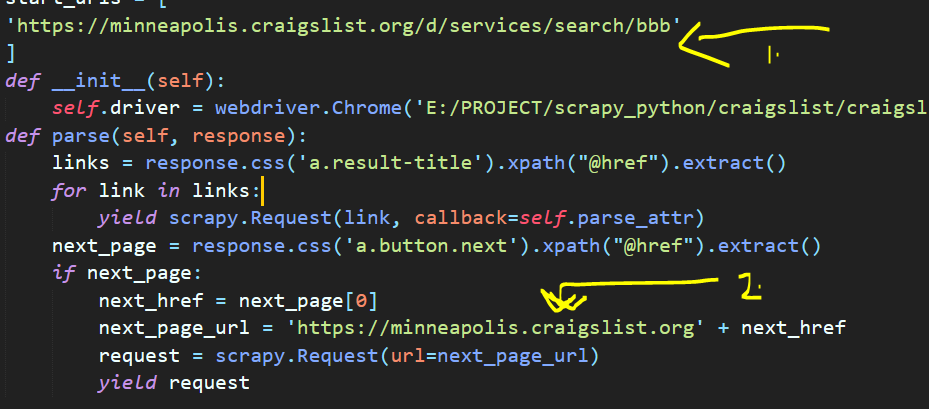 start_urls = [
'https://minneapolis.craigslist.org/d/services/search/bbb'
1.
]
def __init__(self):
self.driver = webdriver.Chrome('E:/PROJECT/scrapy_python/craigslist/craigsl
def parse(self, response):
links = response.css('a.result-title').xpath("@href").extract()
for link in links:
yield scrapy.Request(link, callback=self.parse_attr)
next_page = response.css('a.button.next').xpath("@href").extract()
if next_page:
next_href = next_page[0]
2.
next_page_url = 'https://minneapolis.craigslist.org' + next_href
request = scrapy.Request(url=next_page_url)
yield request